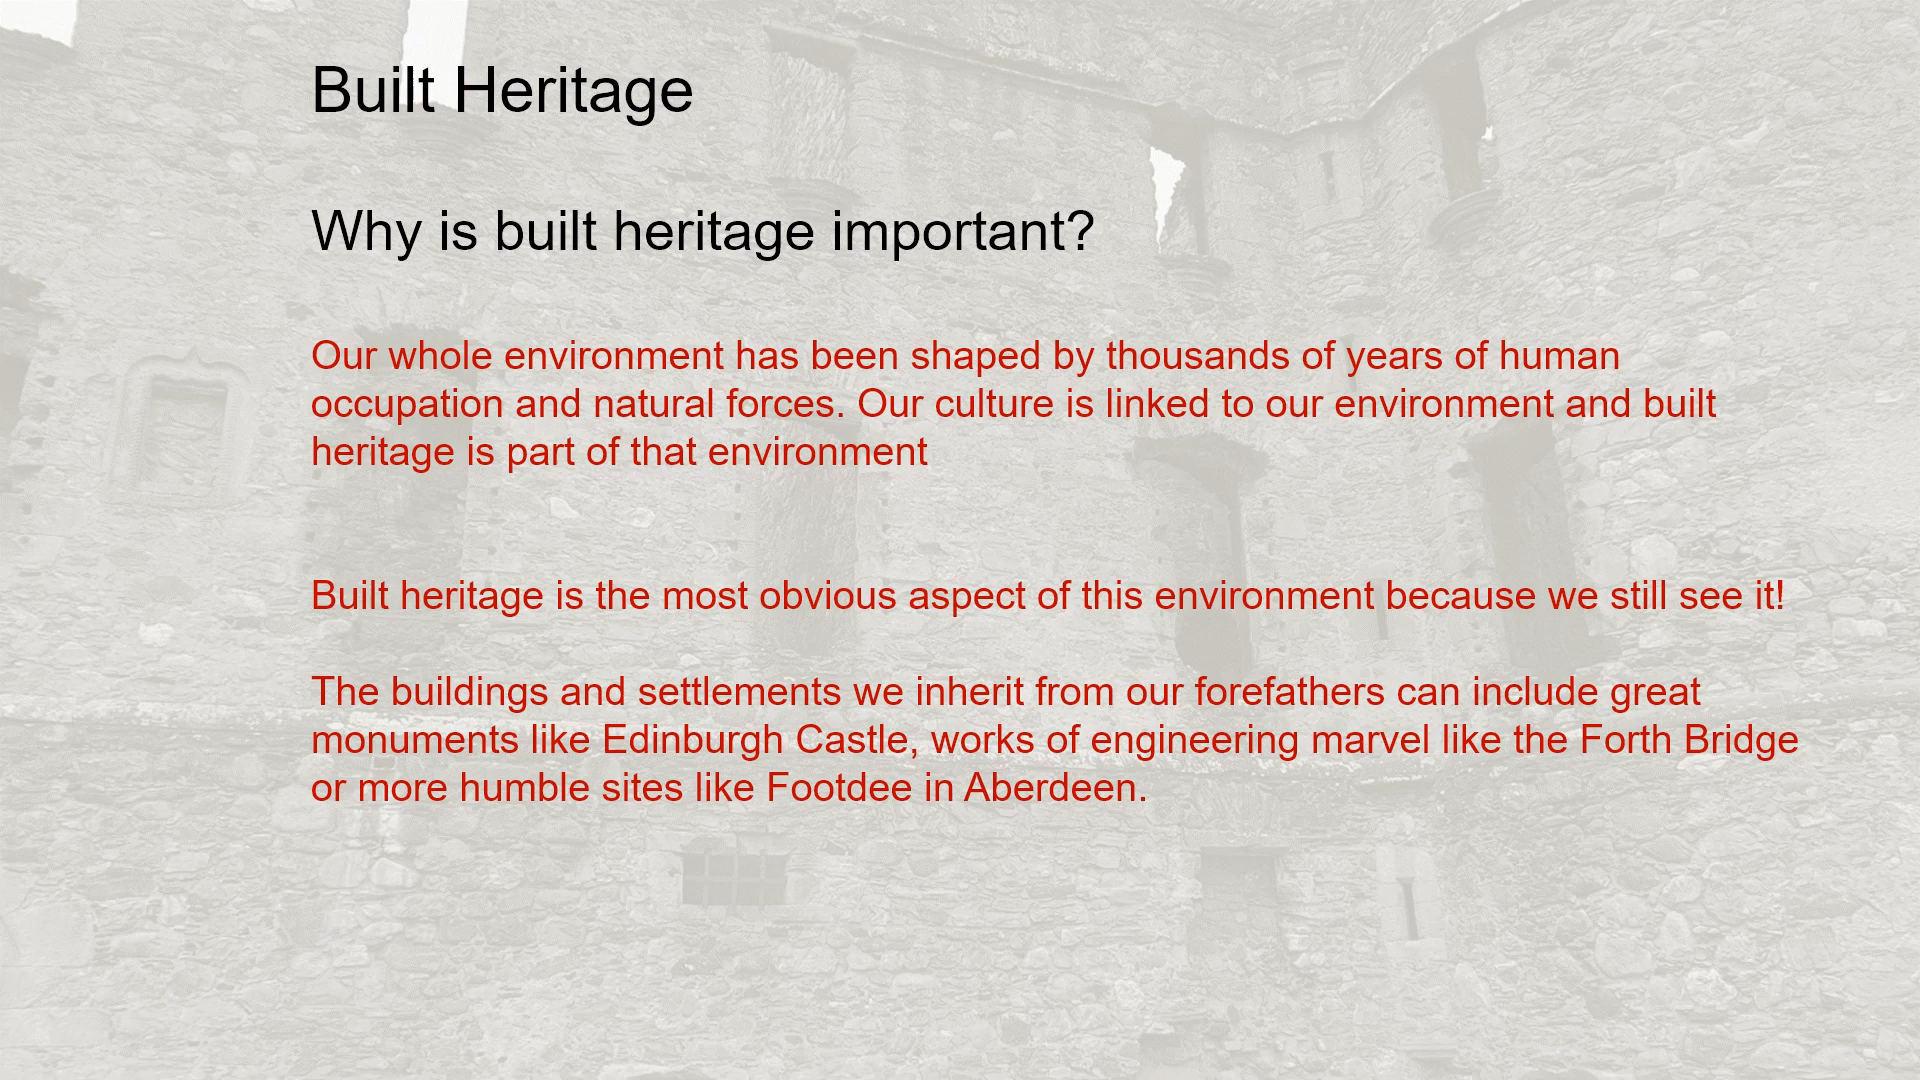 Built Heritage
Why is built heritage important?
Our whole environment has been shaped by thousands of years of human
occupation and natural forces. Our culture is linked to our environment and built
heritage is part of that environment
Built heritage is the most obvious aspect of this environment because we still see it!
The buildings and settlements we inherit from our forefathers can include great
monuments like Edinburgh Castle, works of engineering marvel like the Forth Bridge
or more humble sites like Footdee in Aberdeen.